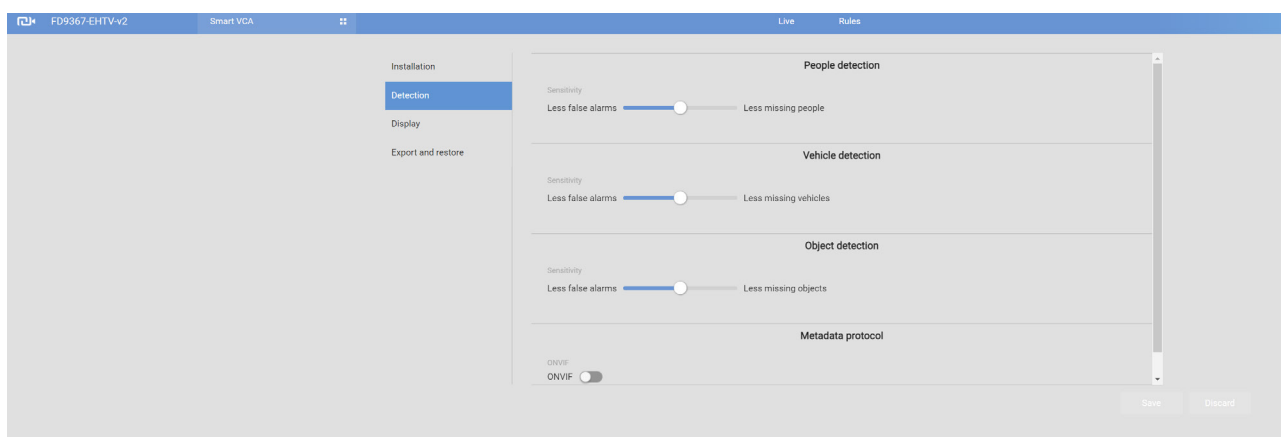 FD9367-EHTV-v2 Smart VCA Live Rules
Installation
Detection
Display
Export and restore
People detection
Sensitivity
Less false alarms Less missing people
Vehicle detection
Sensitivity
Less false alarms Less missing vehicles
Object detection
Sensitivity
Less false alarms Less missing objects
Metadata protocol
ONVIF
ONVIF
Save Discard